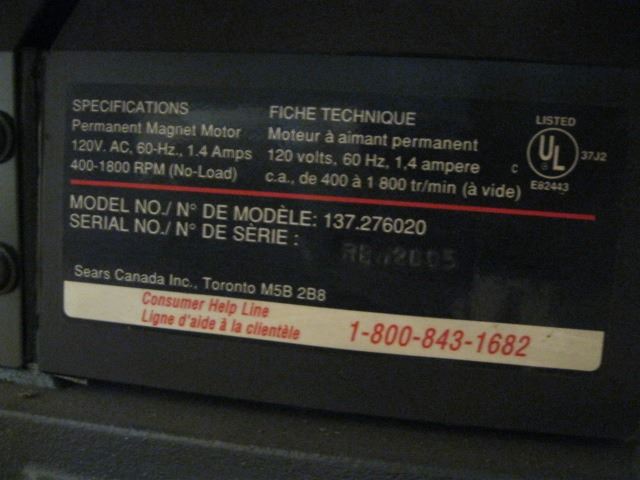 SPECIFICATIONS
Permanent Magnet Motor
120V. AC, 60-Hz., 1.4 Amps
400-1800 RPM (No-Load)
FICHE TECHNIQUE
Moteur à aimant permanent
120 volts, 60 Hz, 1,4 ampere
c.a., de 400 à 1 800 tr/min (à vide)
LISTED
C UL 37J2
E82443
MODEL NO./ N° DE MODÈLE: 137.276020
SERIAL NO./ N° DE SÈRIE :
Sears Canada Inc., Toronto M5B 2B8
Consumer Help Line
Ligne d'aide à la clientèle
1-800-843-1682